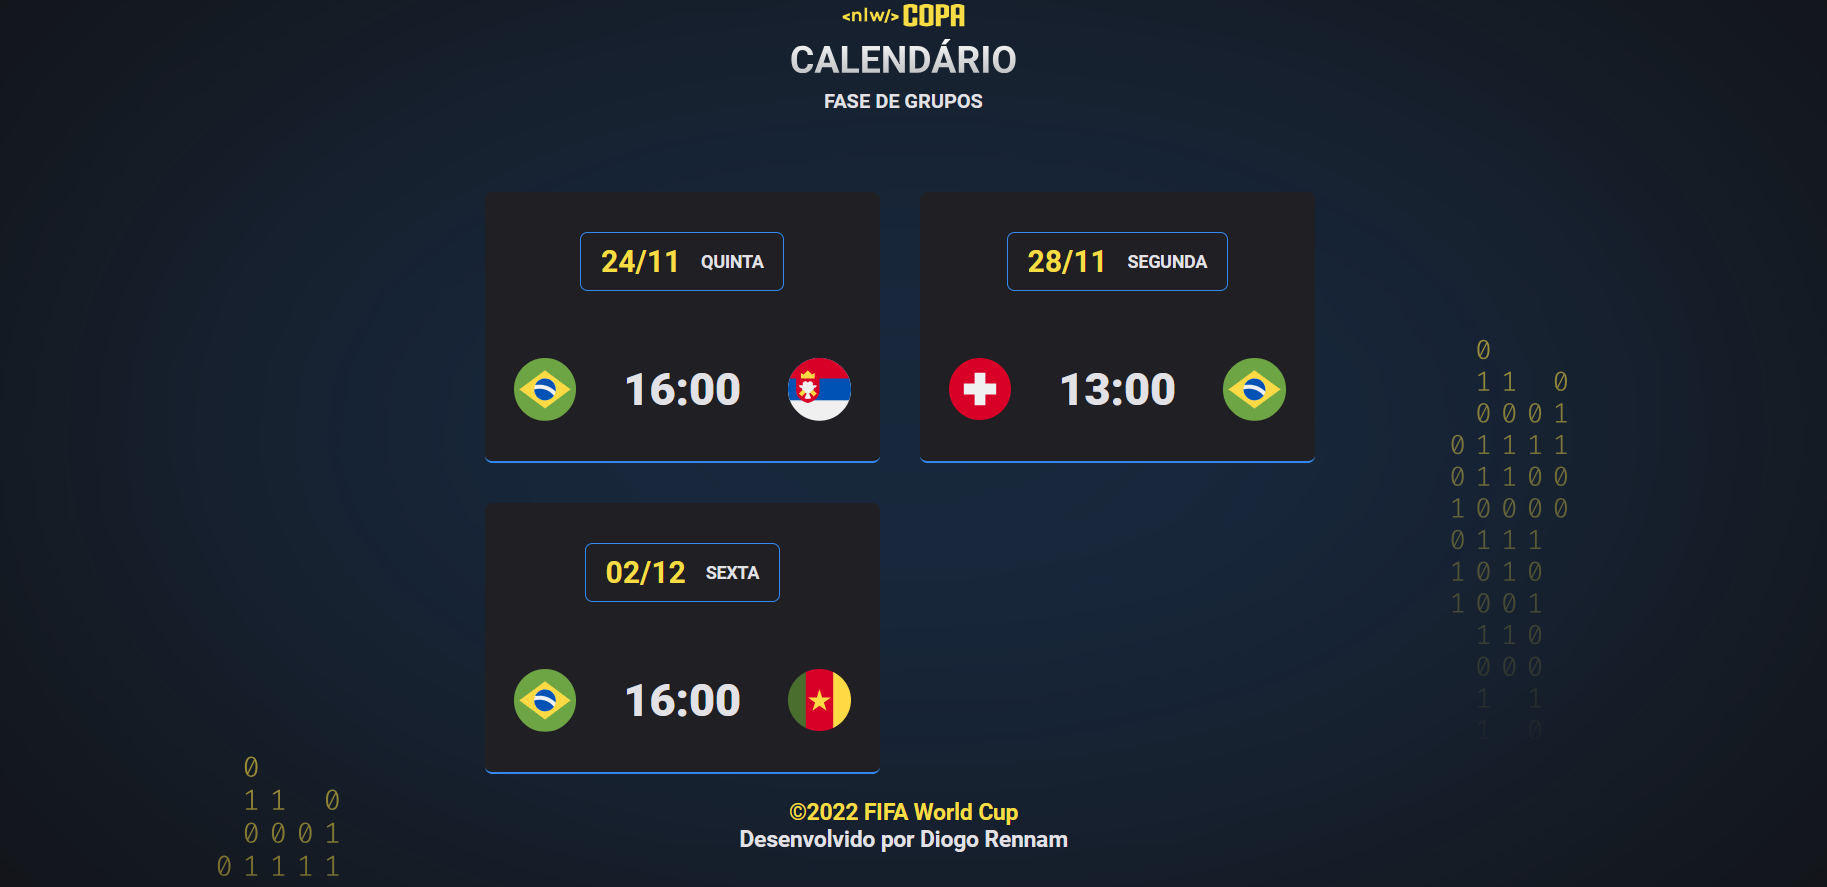 <nlw/> COPA
CALENDÁRIO
FASE DE GRUPOS
24/11 QUINTA
16:00
28/11 SEGUNDA
13:00
02/12 SEXTA
16:00
0
1 1 0
0 0 0 1
0 1 1 1 1
0 1 1 0 0
1 0 0 0 0
0 1 1 1
1 0 1 0
1 0 0 1
1 1 0
0 0 0
1 1
1 0
0
1 1 0
0 0 0 1
0 1 1 1 1
©2022 FIFA World Cup
Desenvolvido por Diogo Rennam